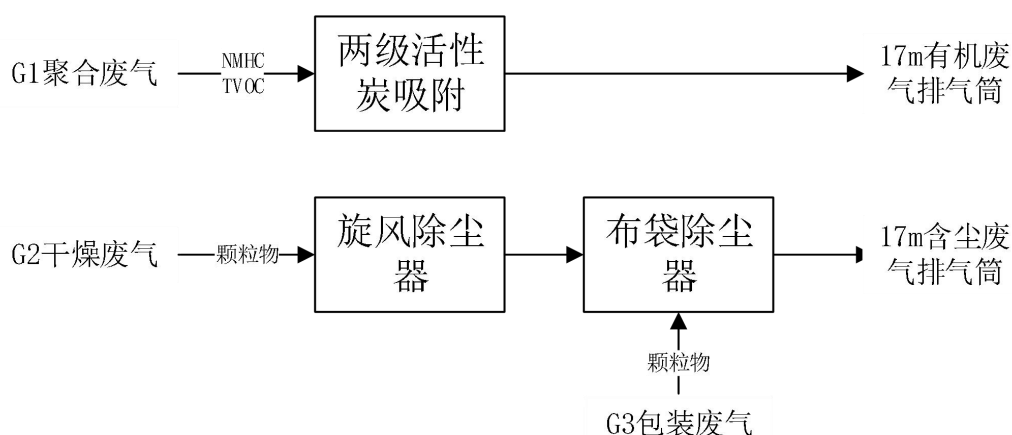 G1聚合废气
NMHC
TVOC
两级活性
炭吸附
17m有机废
气排气筒
G2干燥废气
颗粒物
旋风除尘
器
布袋除尘
器
17m含尘废
气排气筒
颗粒物
G3包装废气